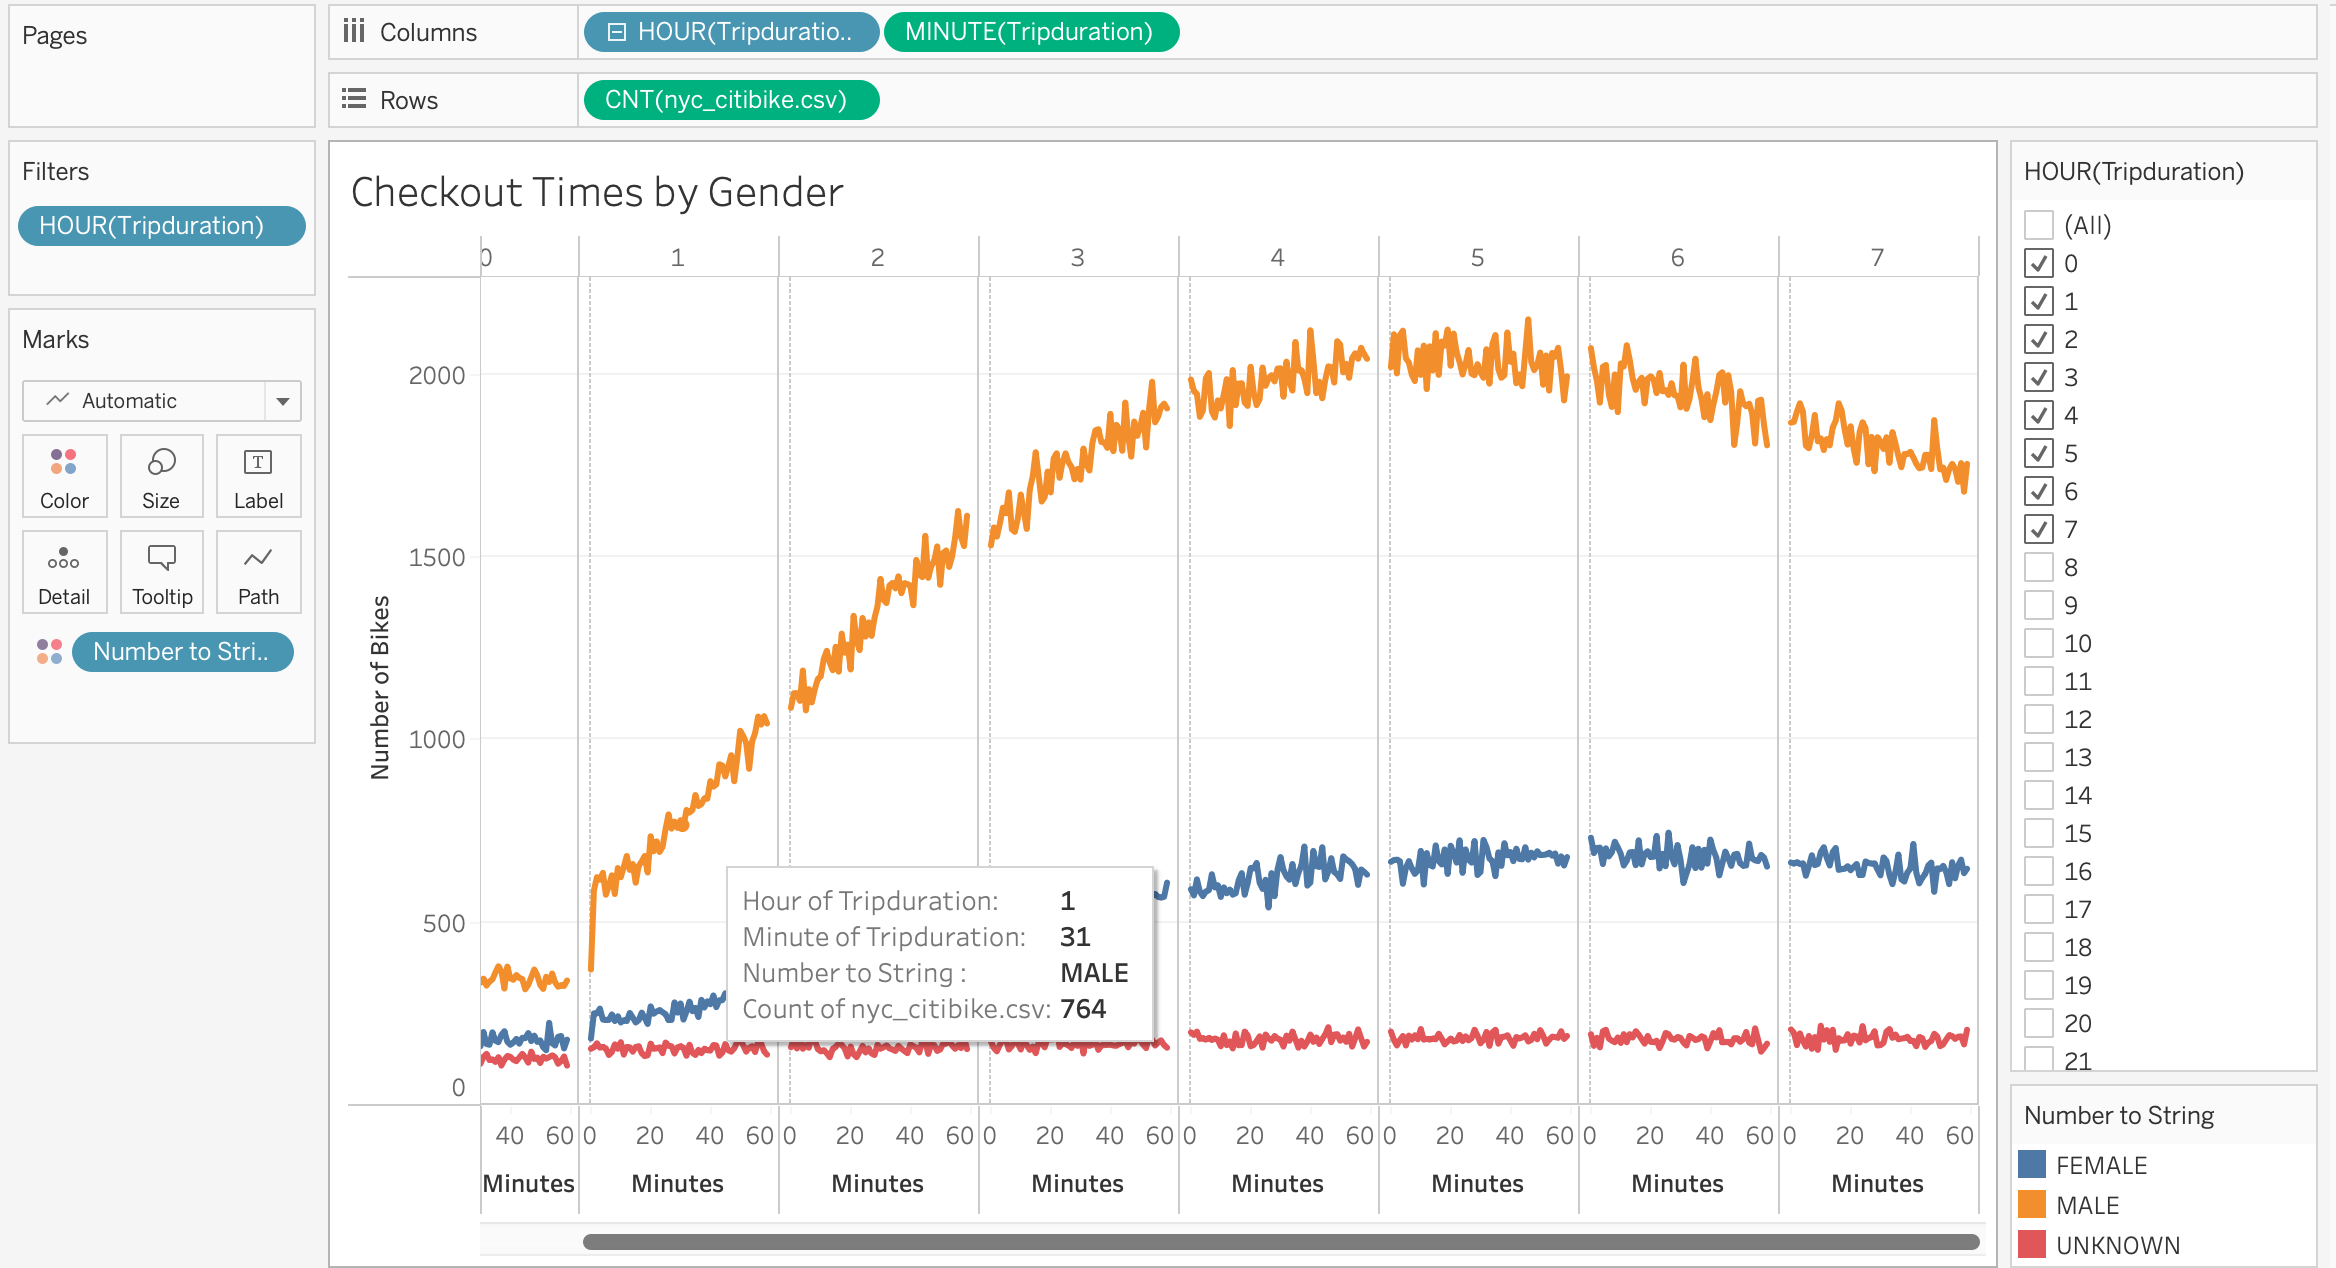 Pages
Columns HOUR(Tripduratio.. MINUTE(Tripduration)
Rows CNT(nyc_citibike.csv)
Filters
HOUR(Tripduration)
Marks
Automatic
Color Size Label
Detail Tooltip Path
Number to Stri..
Checkout Times by Gender
0 1 2 3 4 5 6 7
Number of Bikes
2000
1500
1000
500
0
Hour of Tripduration: 1
Minute of Tripduration: 31
Number to String : MALE
Count of nyc_citibike.csv: 764
40 60 0 20 40 60 0 20 40 60 0 20 40 60 0 20 40 60 0 20 40 60 0 20 40 60 0 20 40 60
Minutes Minutes Minutes Minutes Minutes Minutes Minutes Minutes
HOUR(Tripduration)
(All)
0
1
2
3
4
5
6
7
8
9
10
11
12
13
14
15
16
17
18
19
20
21
Number to String
FEMALE
MALE
UNKNOWN